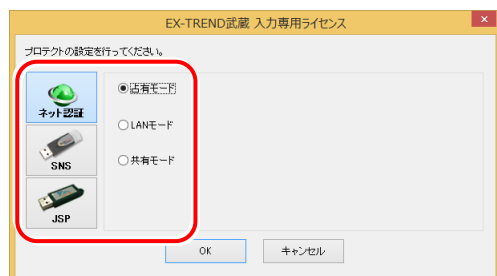 EX-TREND武蔵 入力専用ライセンス
プロテクトの設定を行ってください。
ネット認証
占有モード
LANモード
SNS
共有モード
JSP
OK
キャンセル